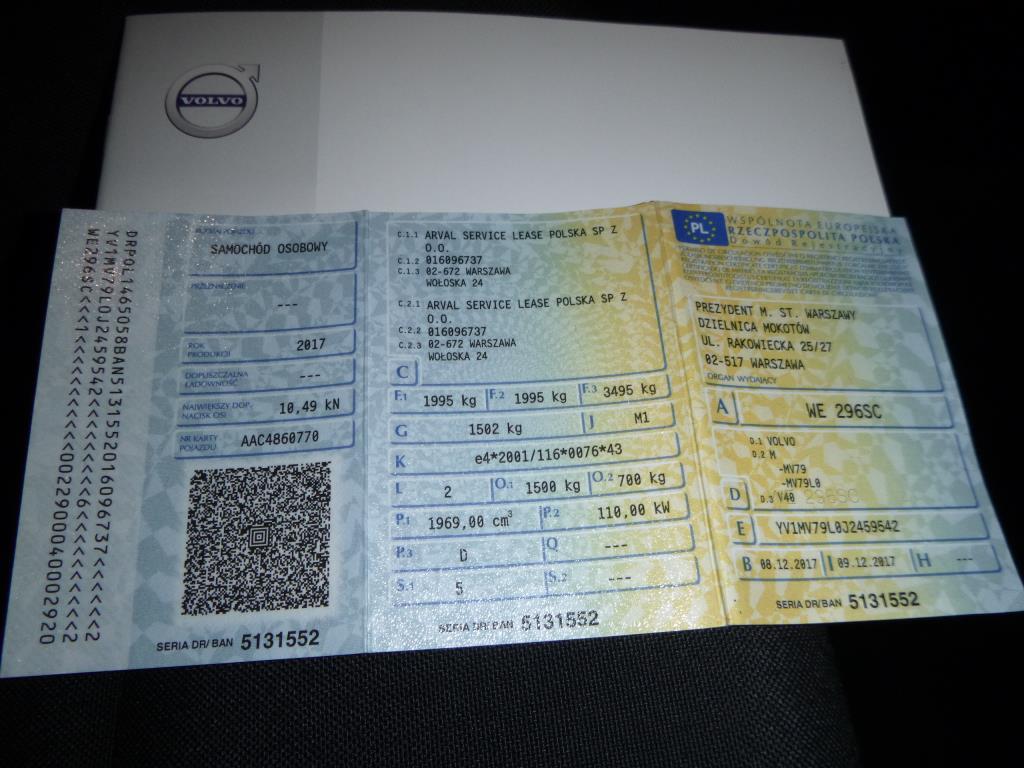 VOLVO
DRPOL1465058BAN5131552016096737<<<<<2
YV1MV79L0J2459542<<<<<<<<<<<<<<<<<<<2
WE296SC<<<1<<<<<<<<6<<<<<0022900040002920
RODZAJ POJAZDU
SAMOCHÓD OSOBOWY
PRZEZNACZENIE
---
ROK PRODUKCJI 2017
DOPUSZCZALNA ŁADOWNOŚĆ ---
NAJWIĘKSZY DOP. NACISK OSI 10,49 kN
NR KARTY POJAZDU AAC4860770
SERIA DR/BAN 5131552
C.1.1 ARVAL SERVICE LEASE POLSKA SP Z
O.O.
C.1.2 016096737
C.1.3 02-672 WARSZAWA
WOŁOSKA 24
C.2.1 ARVAL SERVICE LEASE POLSKA SP Z
O.O.
C.2.2 016096737
C.2.3 02-672 WARSZAWA
WOŁOSKA 24
C
F.1 1995 kg F.2 1995 kg F.3 3495 kg
G 1502 kg J M1
K e4*2001/116*0076*43
L 2 O.1 1500 kg O.2 700 kg
P.1 1969,00 cm³ P.2 110,00 kW
P.3 D Q ---
S.1 5 S.2 ---
SERIA DR/BAN 5131552
PL
WSPÓLNOTA EUROPEJSKA
RZECZPOSPOLITA POLSKA
Dowód Rejestracyjny
PREZYDENT M. ST. WARSZAWY
DZIELNICA MOKOTÓW
UL. RAKOWIECKA 25/27
02-517 WARSZAWA
ORGAN WYDAJĄCY
A WE 296SC
D.1 VOLVO
D.2 M
-MV79
-MV79L0
D D.3 V40 296SC
E YV1MV79L0J2459542
B 08.12.2017 I 09.12.2017 H ---
SERIA DR/BAN 5131552